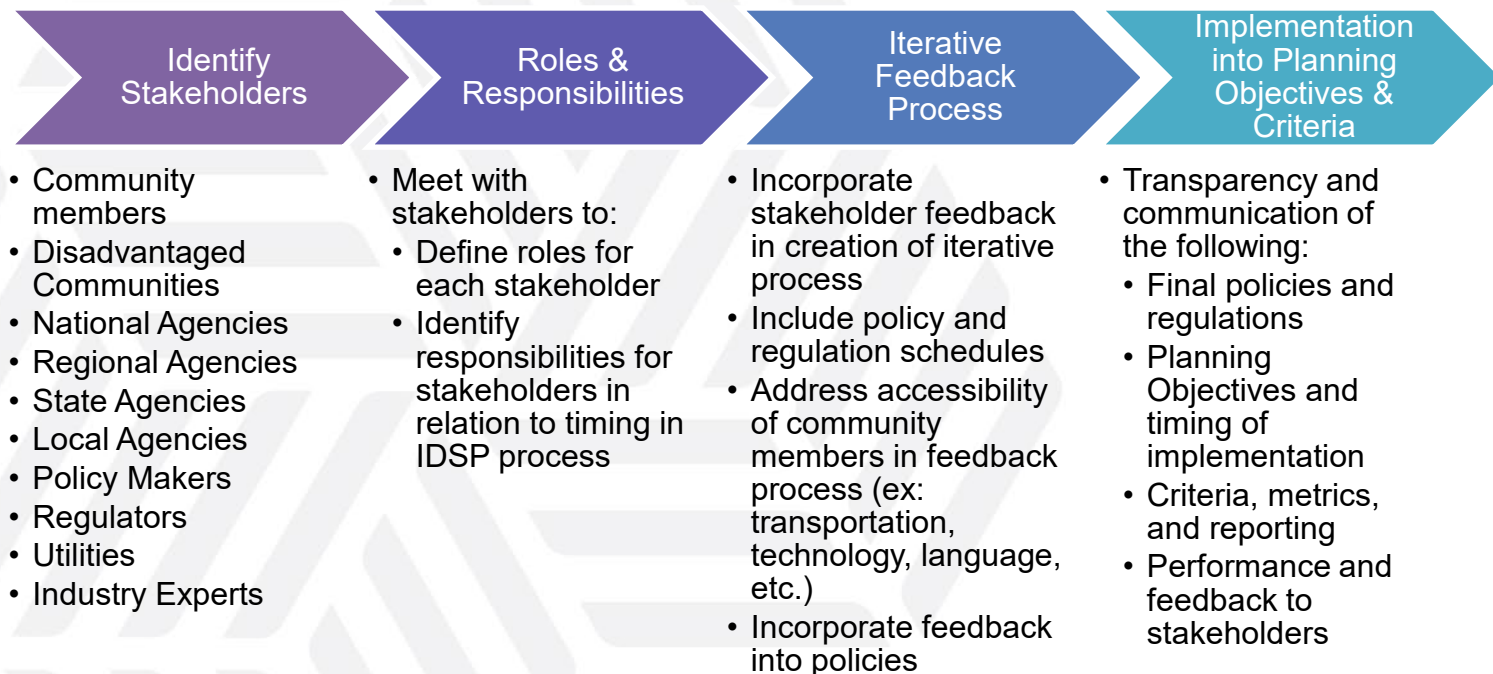 Identify
Stakeholders
• Community
members
• Disadvantaged
Communities
• National Agencies
• Regional Agencies
• State Agencies
• Local Agencies
• Policy Makers
• Regulators
• Utilities
• Industry Experts
Roles &
Responsibilities
• Meet with
stakeholders to:
• Define roles for
each stakeholder
• Identify
responsibilities for
stakeholders in
relation to timing in
IDSP process
Iterative
Feedback
Process
• Incorporate
stakeholder feedback
in creation of iterative
process
• Include policy and
regulation schedules
• Address accessibility
of community
members in feedback
process (ex:
transportation,
technology, language,
etc.)
• Incorporate feedback
into policies
Implementation
into Planning
Objectives &
Criteria
• Transparency and
communication of
the following:
• Final policies and
regulations
• Planning
Objectives and
timing of
implementation
• Criteria, metrics,
and reporting
• Performance and
feedback to
stakeholders